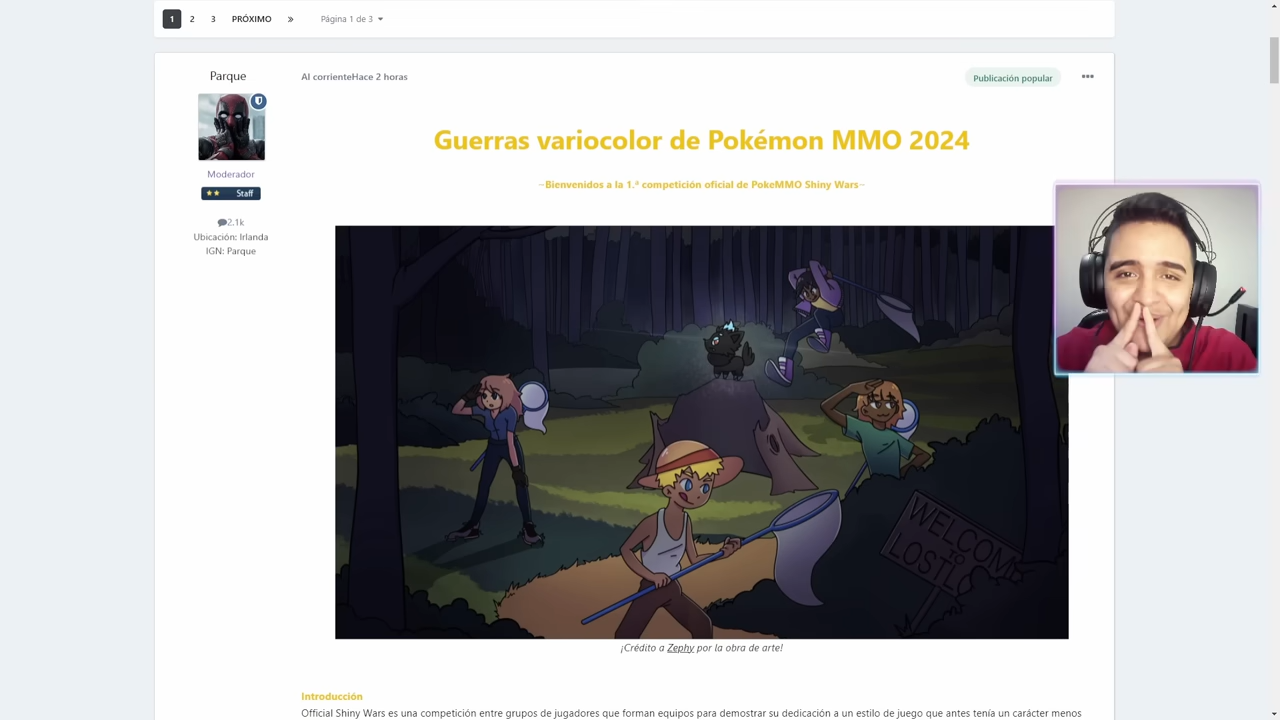 1 2 3 PRÓXIMO » Página 1 de 3
Parque
Al corrienteHace 2 horas
Publicación popular
Guerras variocolor de Pokémon MMO 2024
~Bienvenidos a la 1.ª competición oficial de PokeMMO Shiny Wars~
Moderador
Staff
2.1k
Ubicación: Irlanda
IGN: Parque
WELCOME
TO
LOSTL
¡Crédito a Zephy por la obra de arte!
Introducción
Official Shiny Wars es una competición entre grupos de jugadores que forman equipos para demostrar su dedicación a un estilo de juego que antes tenía un carácter menos